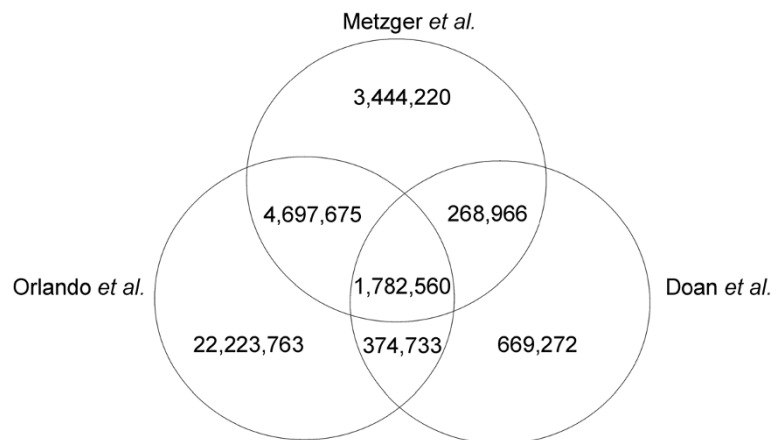 Metzger et al.
3,444,220
4,697,675
268,966
1,782,560
Orlando et al.
Doan et al.
22,223,763
374,733
669,272